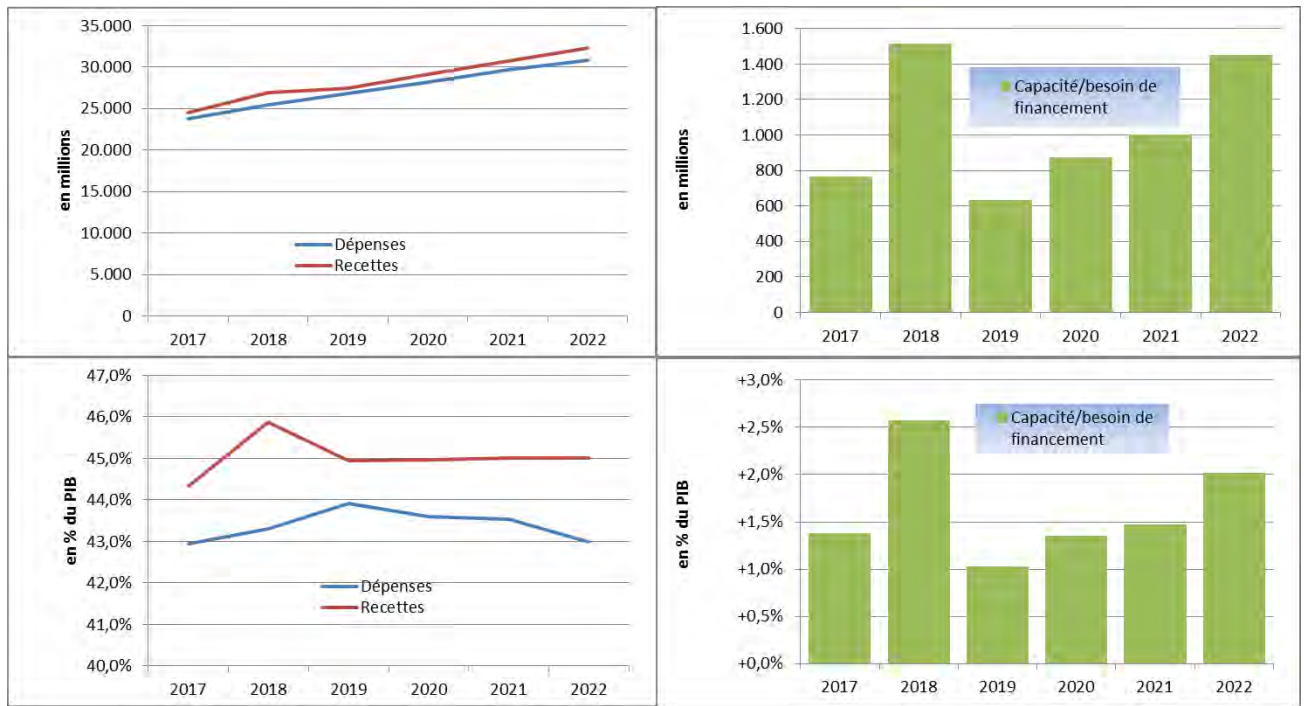 35.000
30.000
25.000
20.000
15.000
10.000
5.000
0
en millions
Dépenses
Recettes
2017 2018 2019 2020 2021 2022
1.600
1.400
1.200
1.000
800
600
400
200
0
en millions
Capacité/besoin de
financement
2017 2018 2019 2020 2021 2022
47,0%
46,0%
45,0%
44,0%
43,0%
42,0%
41,0%
40,0%
en % du PIB
Dépenses
Recettes
2017 2018 2019 2020 2021 2022
+3,0%
+2,5%
+2,0%
+1,5%
+1,0%
+0,5%
+0,0%
en % du PIB
Capacité/besoin de
financement
2017 2018 2019 2020 2021 2022